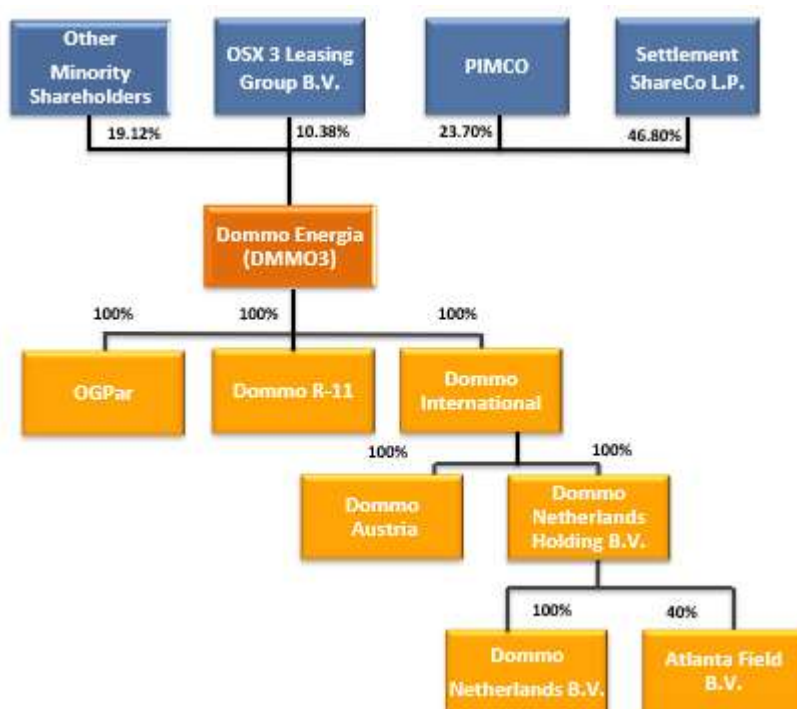 Other
Minority
Shareholders
OSX 3 Leasing
Group B.V.
PIMCO
Settlement
ShareCo L.P.
19.12%
10.38%
23.70%
46.80%
Dommo Energia
(DMMO3)
100%
100%
100%
OGPar
Dommo R-11
Dommo
International
100%
100%
Dommo
Austria
Dommo
Netherlands
Holding B.V.
100%
40%
Dommo
Netherlands B.V.
Atlanta Field
B.V.